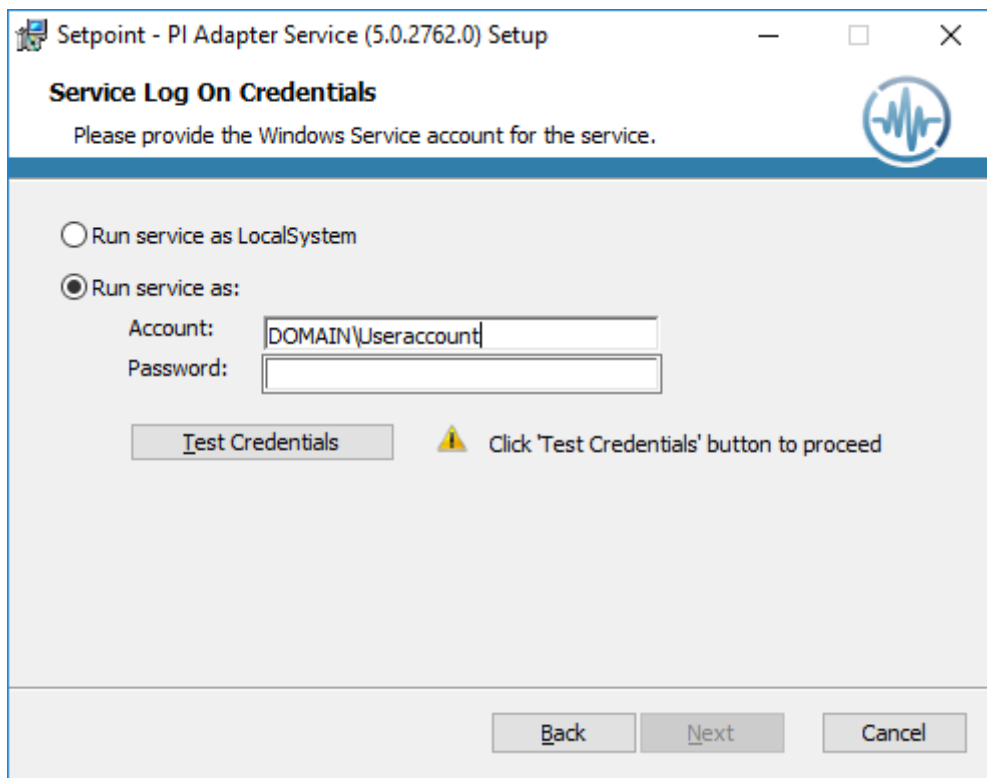 Setpoint - PI Adapter Service (5.0.2762.0) Setup
Service Log On Credentials
Please provide the Windows Service account for the service.
Run service as LocalSystem
Run service as:
Account: DOMAIN\Useraccount
Password:
Test Credentials Click 'Test Credentials' button to proceed
Back Next Cancel